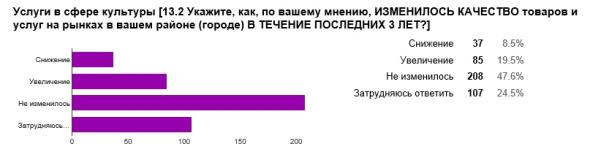 Услуги в сфере культуры [13.2 Укажите, как, по вашему мнению, ИЗМЕНИЛОСЬ КАЧЕСТВО товаров и
услуг на рынках в вашем районе (городе) В ТЕЧЕНИЕ ПОСЛЕДНИХ 3 ЛЕТ?]
Снижение
Увеличение
Не изменилось
Затрудняюсь…
0 50 100 150 200
Снижение 37 8.5%
Увеличение 85 19.5%
Не изменилось 208 47.6%
Затрудняюсь ответить 107 24.5%